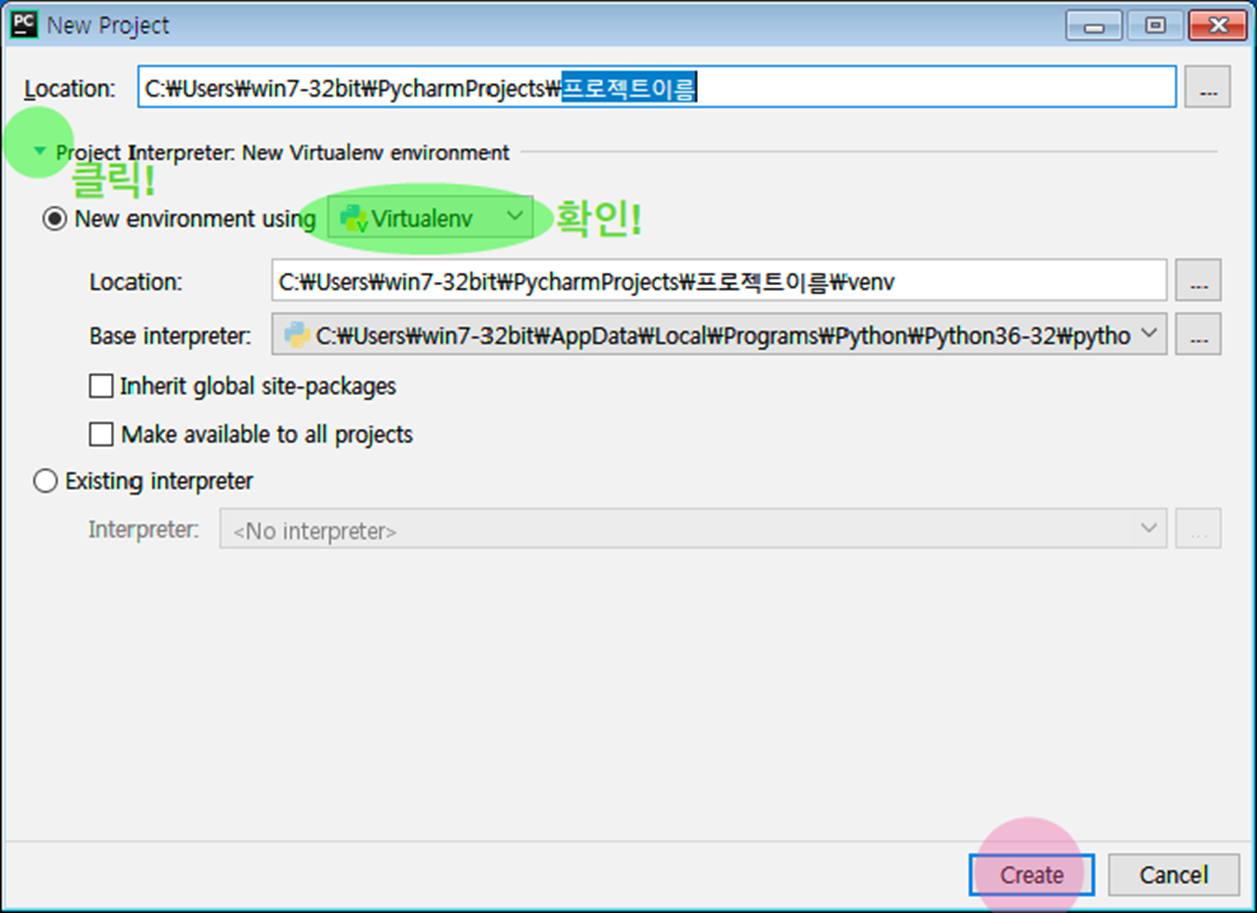 PC New Project
Location: C:₩Users₩win7-32bit₩PycharmProjects₩프로젝트이름 ...
Project Interpreter: New Virtualenv environment
클릭!
New environment using Virtualenv 확인!
Location: C:₩Users₩win7-32bit₩PycharmProjects₩프로젝트이름₩venv ...
Base interpreter: C:₩Users₩win7-32bit₩AppData₩Local₩Programs₩Python₩Python36-32₩pytho ...
Inherit global site-packages
Make available to all projects
Existing interpreter
Interpreter: <No interpreter> ...
Create Cancel